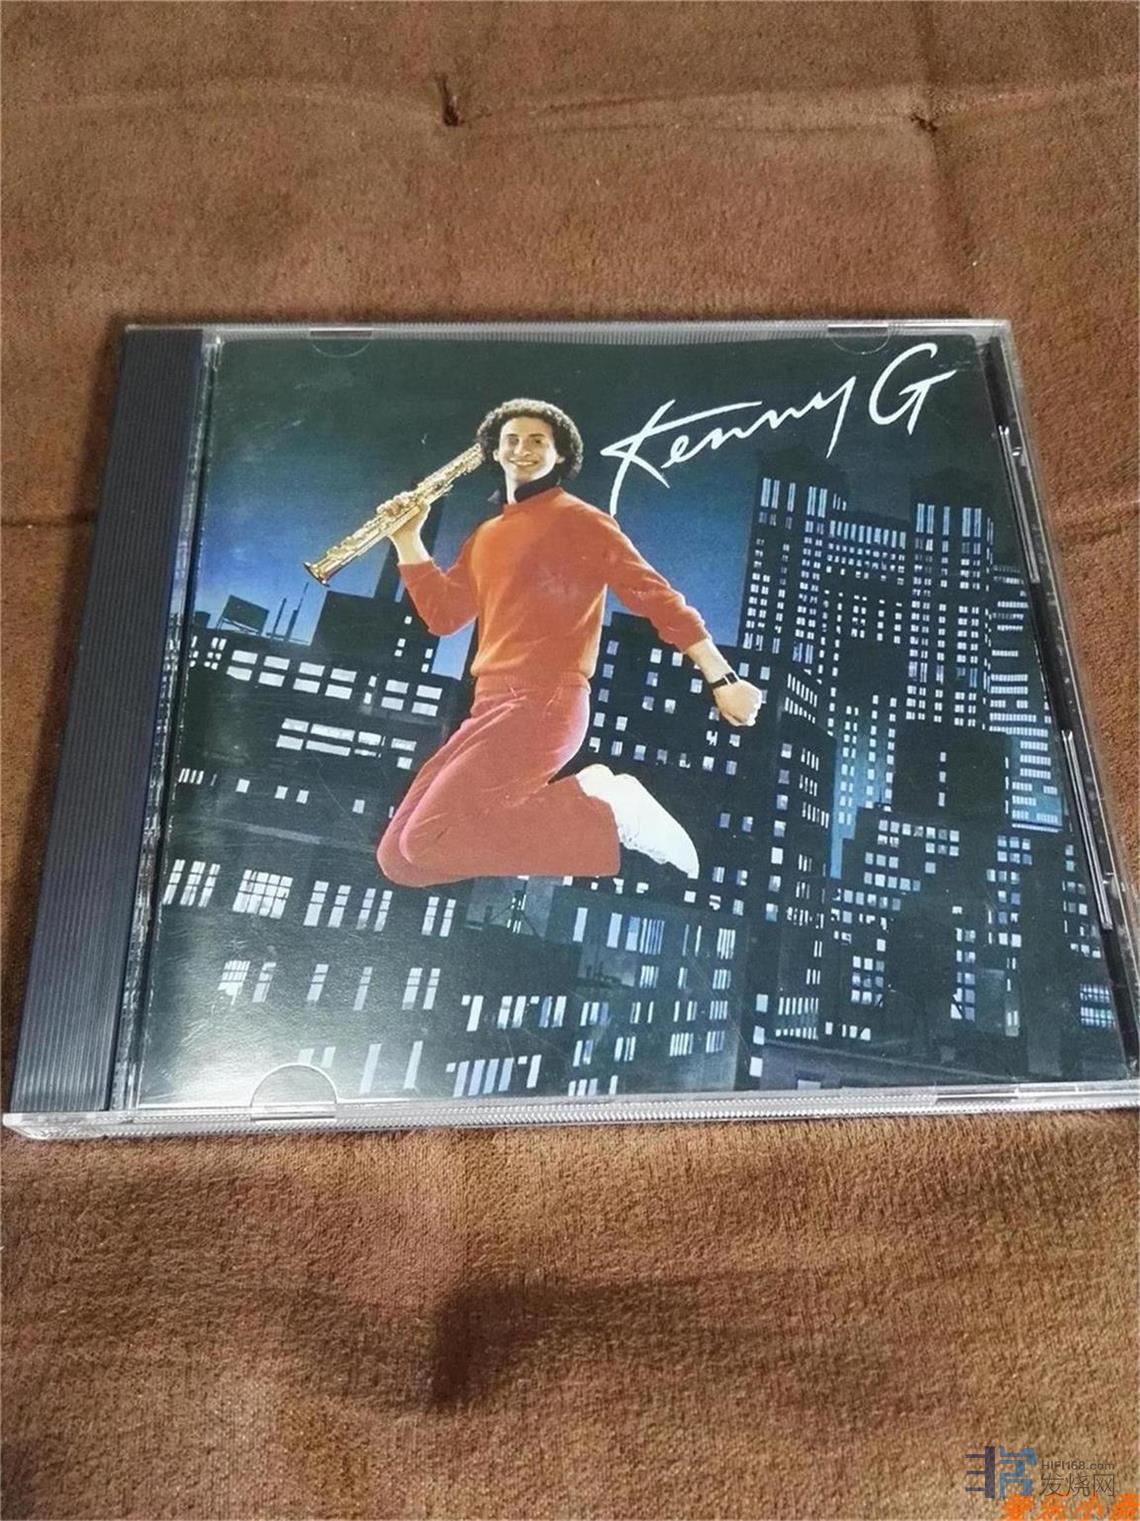 Kenny G
HIFI168.com
发烧网